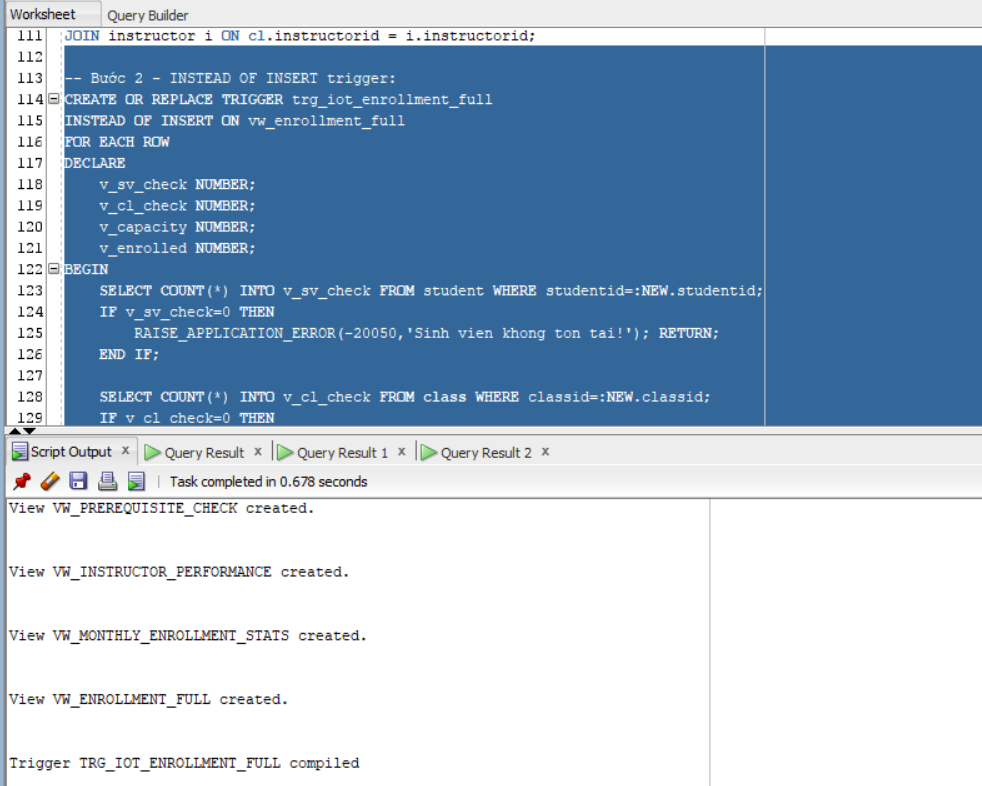 Worksheet Query Builder
111 JOIN instructor i ON cl.instructorid = i.instructorid;
112
113 -- Bước 2 - INSTEAD OF INSERT trigger:
114 CREATE OR REPLACE TRIGGER trg_iot_enrollment_full
115 INSTEAD OF INSERT ON vw_enrollment_full
116 FOR EACH ROW
117 DECLARE
118 v_sv_check NUMBER;
119 v_cl_check NUMBER;
120 v_capacity NUMBER;
121 v_enrolled NUMBER;
122 BEGIN
123 SELECT COUNT(*) INTO v_sv_check FROM student WHERE studentid=:NEW.studentid;
124 IF v_sv_check=0 THEN
125 RAISE_APPLICATION_ERROR(-20050,'Sinh vien khong ton tai!'); RETURN;
126 END IF;
127
128 SELECT COUNT(*) INTO v_cl_check FROM class WHERE classid=:NEW.classid;
129 IF v_cl_check=0 THEN
Script Output x Query Result x Query Result 1 x Query Result 2 x
Task completed in 0.678 seconds
View VW_PREREQUISITE_CHECK created.
View VW_INSTRUCTOR_PERFORMANCE created.
View VW_MONTHLY_ENROLLMENT_STATS created.
View VW_ENROLLMENT_FULL created.
Trigger TRG_IOT_ENROLLMENT_FULL compiled